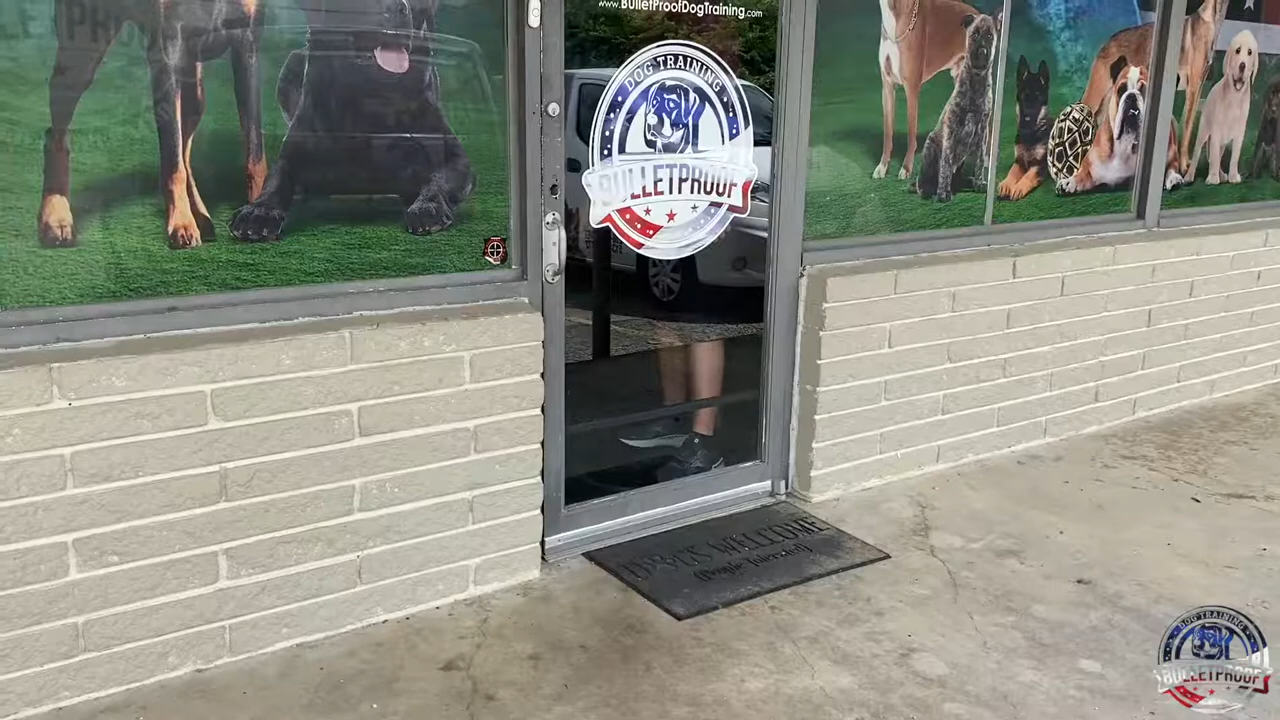 www.BulletProofDogTraining.com
DOG TRAINING
BULLETPROOF
DOGS WELCOME
(People Tolerated)
DOG TRAINING
BULLETPROOF